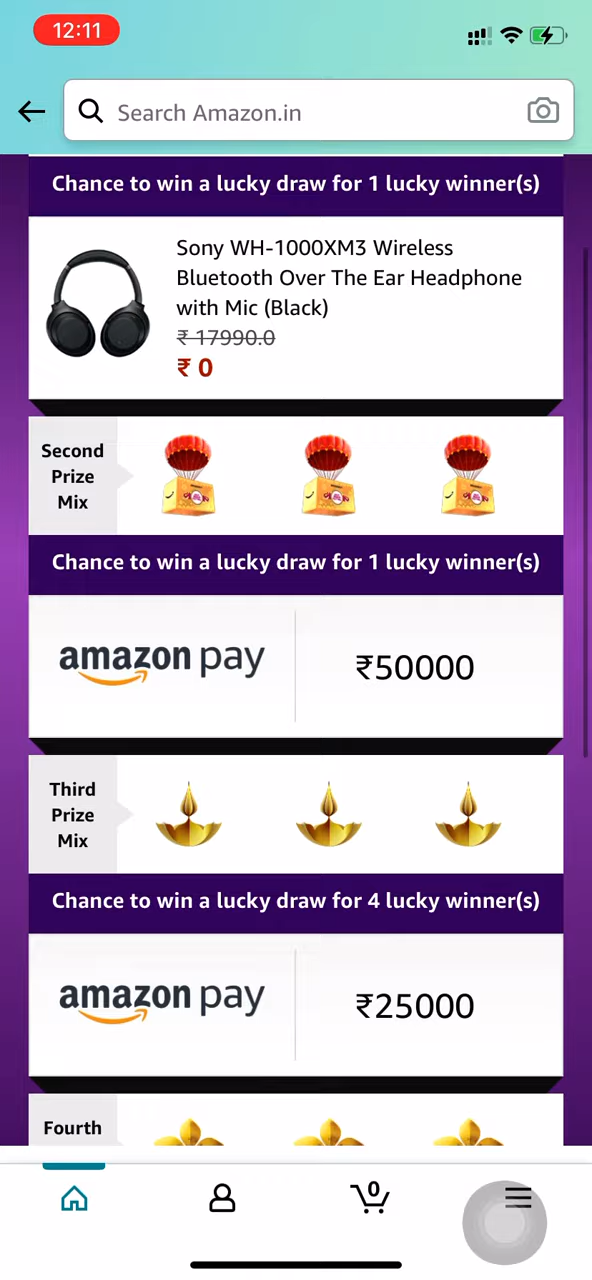 12:11
Search Amazon.in
Chance to win a lucky draw for 1 lucky winner(s)
Sony WH-1000XM3 Wireless
Bluetooth Over The Ear Headphone
with Mic (Black)
₹ 17990.0
₹ 0
Second
Prize
Mix
Chance to win a lucky draw for 1 lucky winner(s)
amazon pay
₹50000
Third
Prize
Mix
Chance to win a lucky draw for 4 lucky winner(s)
amazon pay
₹25000
Fourth
0